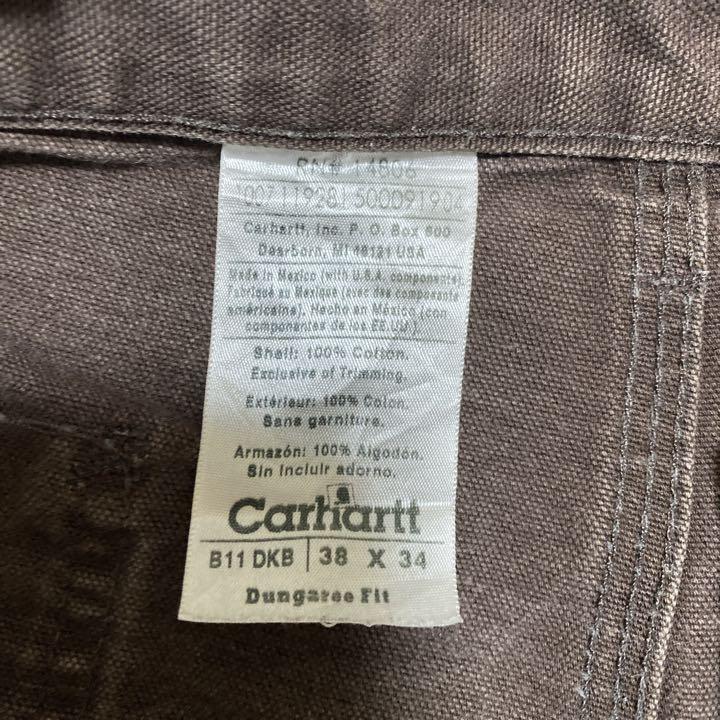 RN# 14806
Carhartt, Inc. P. O. Box 600
Dearborn, MI 48121 USA
Made in Mexico (with U.S.A. components)
Fabriqué au Mexique (avec des composants
américains). Hecho en México (con
componentes de los EE.UU.)
Shell: 100% Cotton.
Exclusive of Trimming.
Extérieur: 100% Coton.
Sans garniture.
Armazón: 100% Algodón.
Sin incluir adorno.
Carhartt
B11 DKB 38 X 34
Dungaree Fit